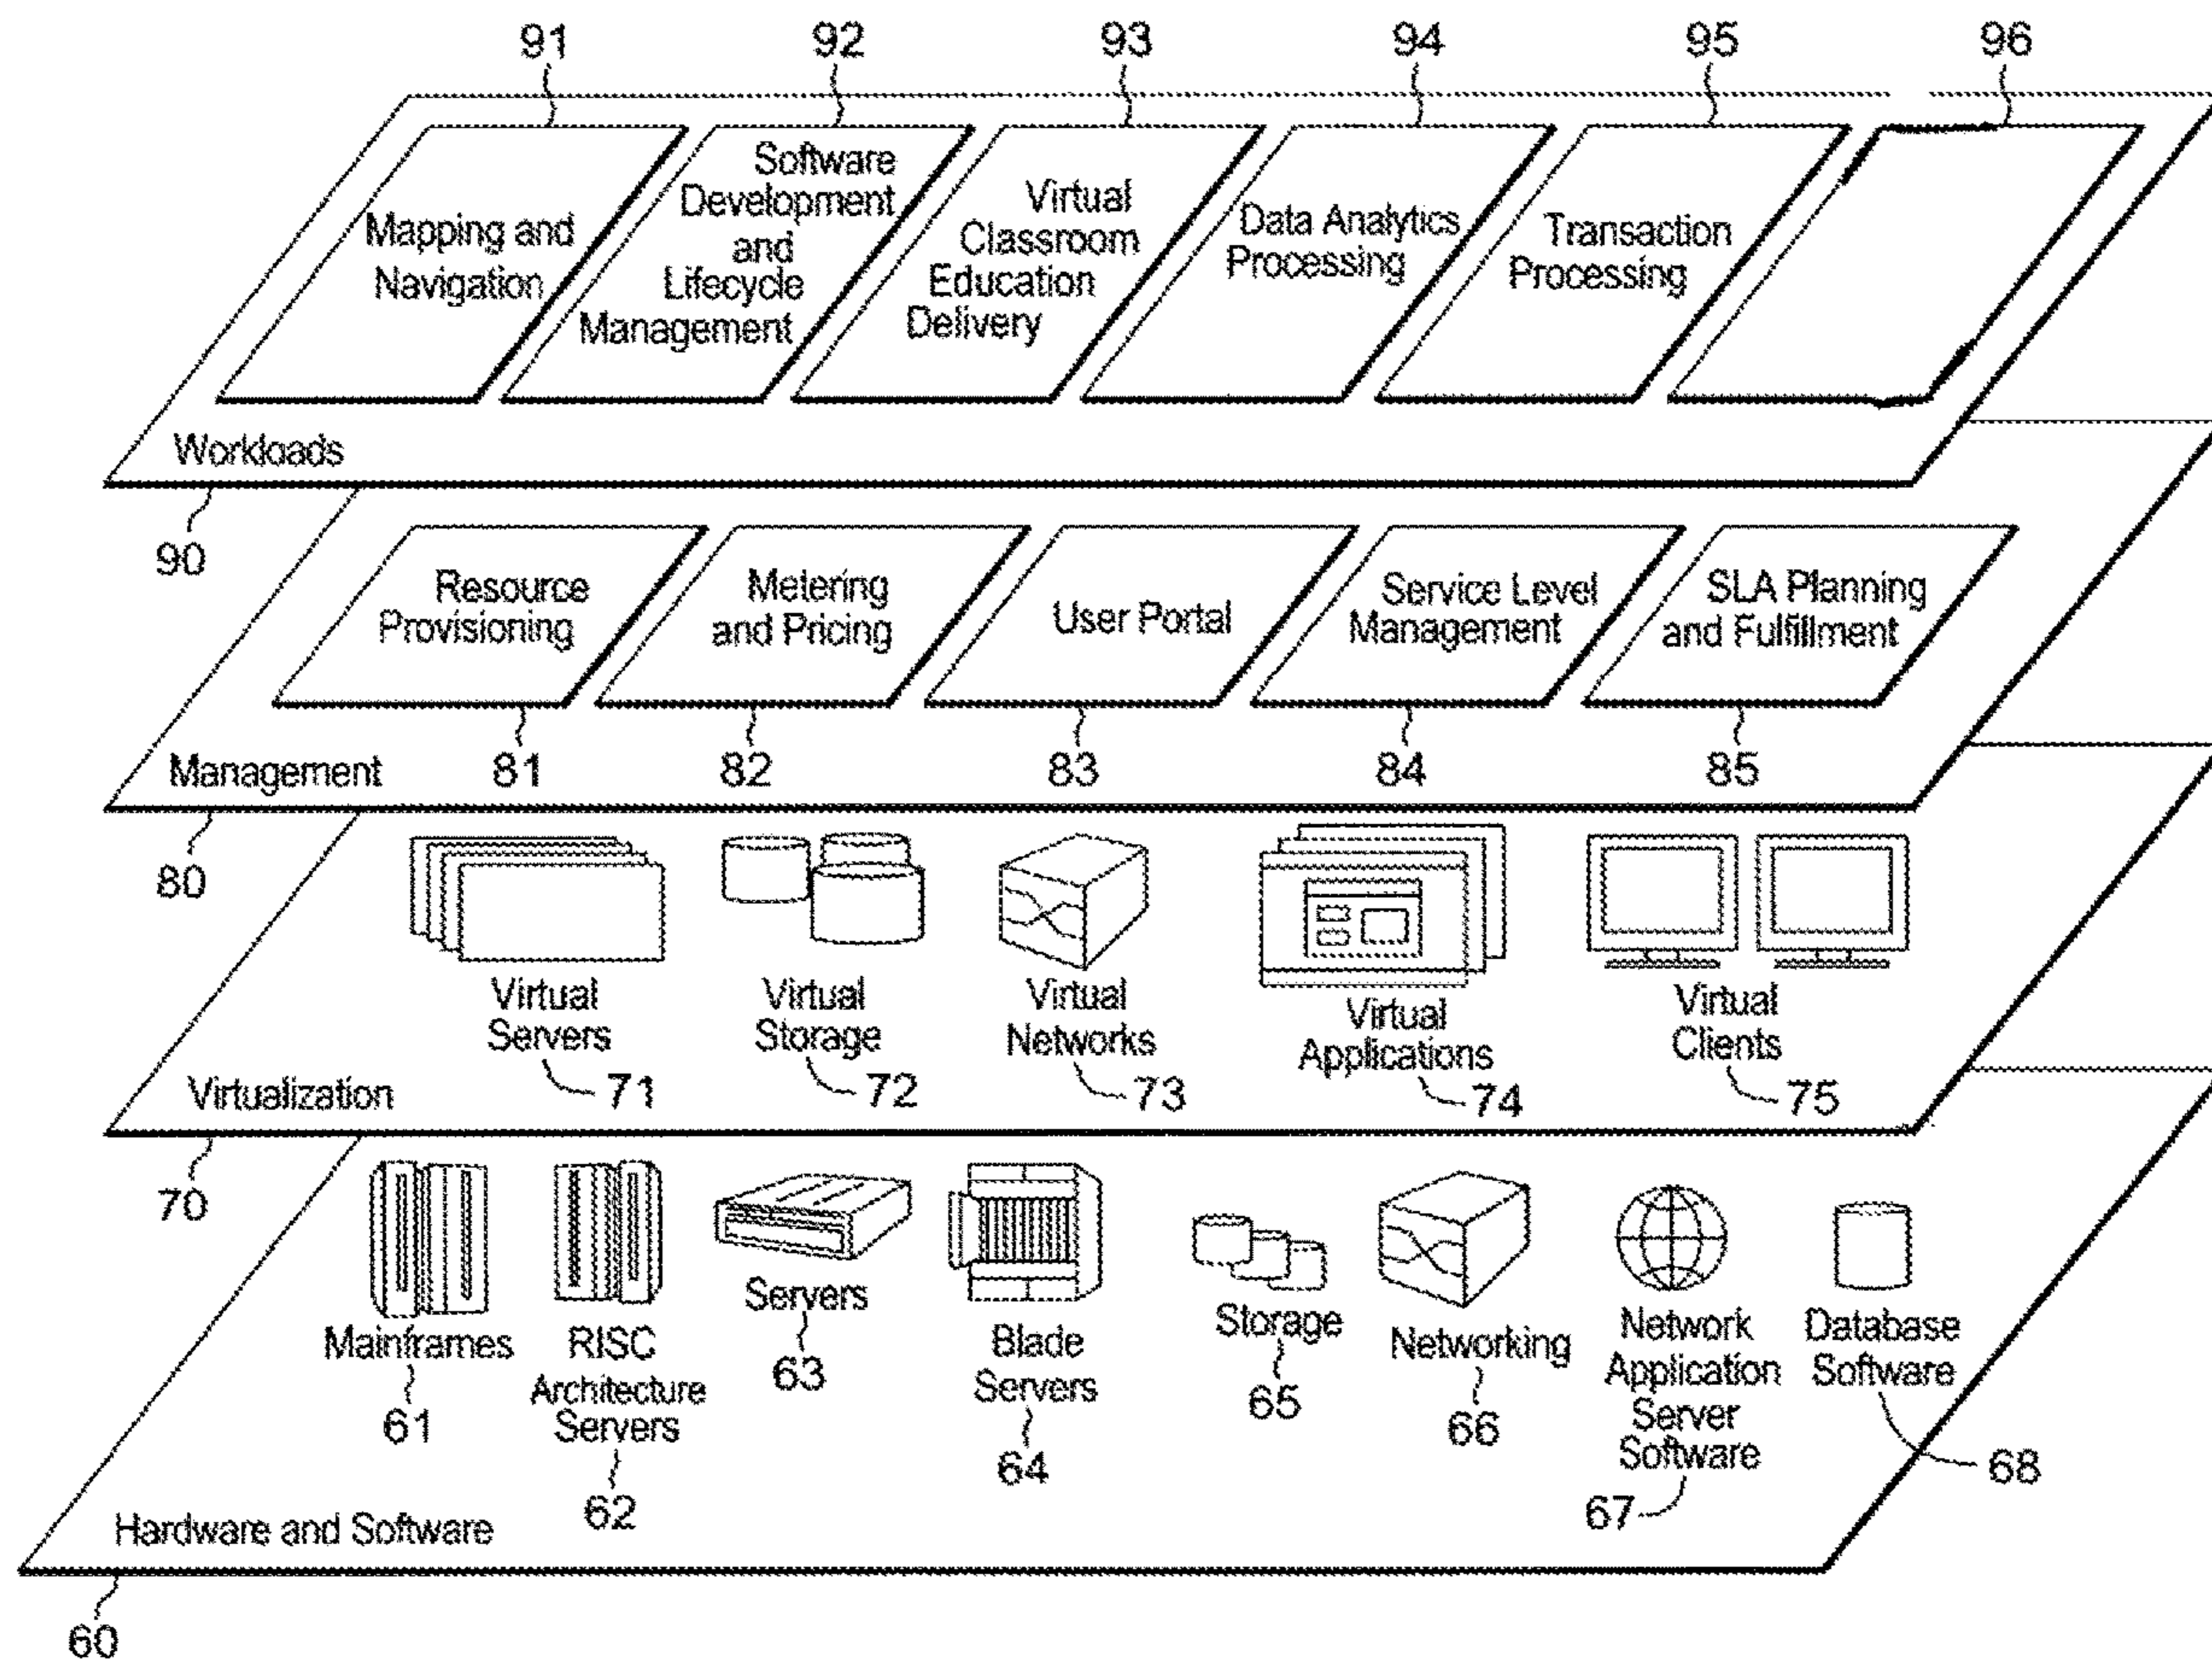 91
92
93
94
95
96
Mapping and
Navigation
Software
Development
and
Lifecycle
Management
Virtual
Classroom
Education
Delivery
Data Analytics
Processing
Transaction
Processing
Workloads
90
Resource
Provisioning
Metering
and Pricing
User Portal
Service Level
Management
SLA Planning
and Fulfillment
Management
81
82
83
84
85
80
Virtual
Servers
71
Virtual
Storage
72
Virtual
Networks
73
Virtual
Applications
74
Virtual
Clients
75
Virtualization
70
Mainframes
61
RISC
Architecture
Servers
62
Servers
63
Blade
Servers
64
Storage
65
Networking
66
Network
Application
Server
Software
67
Database
Software
68
Hardware and Software
60